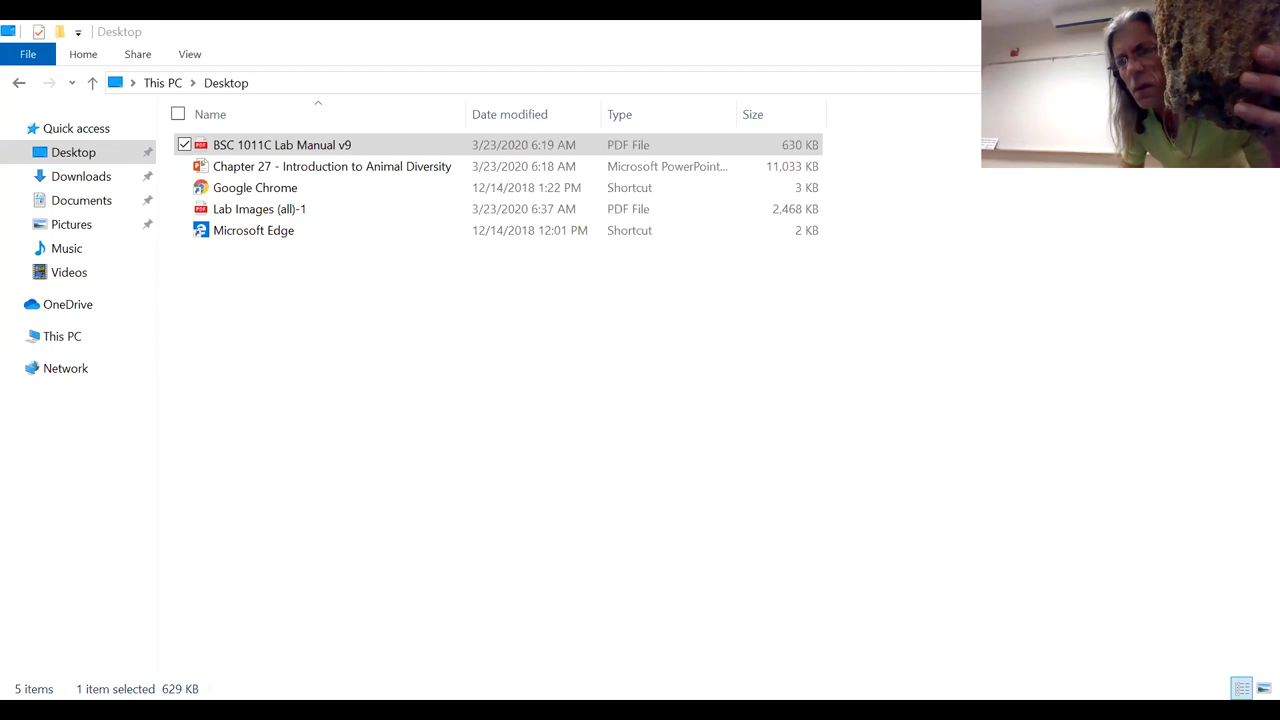 Desktop
File Home Share View
This PC Desktop
Name Date modified Type Size
Quick access
Desktop
Downloads
Documents
Pictures
Music
Videos
OneDrive
This PC
Network
BSC 1011C Lab Manual v9 3/23/2020 6:19 AM PDF File 630 KB
Chapter 27 - Introduction to Animal Diversity 3/23/2020 6:18 AM Microsoft PowerPoint... 11,033 KB
Google Chrome 12/14/2018 1:22 PM Shortcut 3 KB
Lab Images (all)-1 3/23/2020 6:37 AM PDF File 2,468 KB
Microsoft Edge 12/14/2018 12:01 PM Shortcut 2 KB
5 items 1 item selected 629 KB